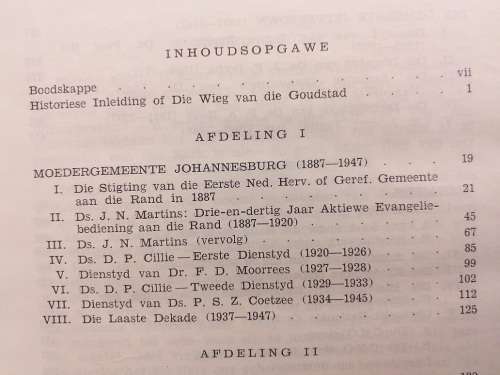 INHOUDSOPGAWE
Boodskappe . . . . . . . . . . . . . . vii
Historiese Inleiding of Die Wieg van die Goudstad . . . . . 1
AFDELING I
MOEDERGEMEENTE JOHANNESBURG (1887—1947) . . . 19
I. Die Stigting van die Eerste Ned. Herv. of Geref. Gemeente
aan die Rand in 1887 . . . . . . . . . 21
II. Ds. J. N. Martins: Drie-en-dertig Jaar Aktiewe Evangelie-
bediening aan die Rand (1887—1920) . . . . . 45
III. Ds. J. N. Martins (vervolg) . . . . . . . 67
IV. Ds. D. P. Cillie—Eerste Dienstyd (1920—1926) . . . 85
V. Dienstyd van Dr. F. D. Moorrees (1927—1928) . . . 99
VI. Ds. D. P. Cillie—Tweede Dienstyd (1929—1933) . . . 102
VII. Dienstyd van Ds. P. S. Z. Coetzee (1934—1945) . . . 112
VIII. Die Laaste Dekade (1937—1947) . . . . . . 125
AFDELING II